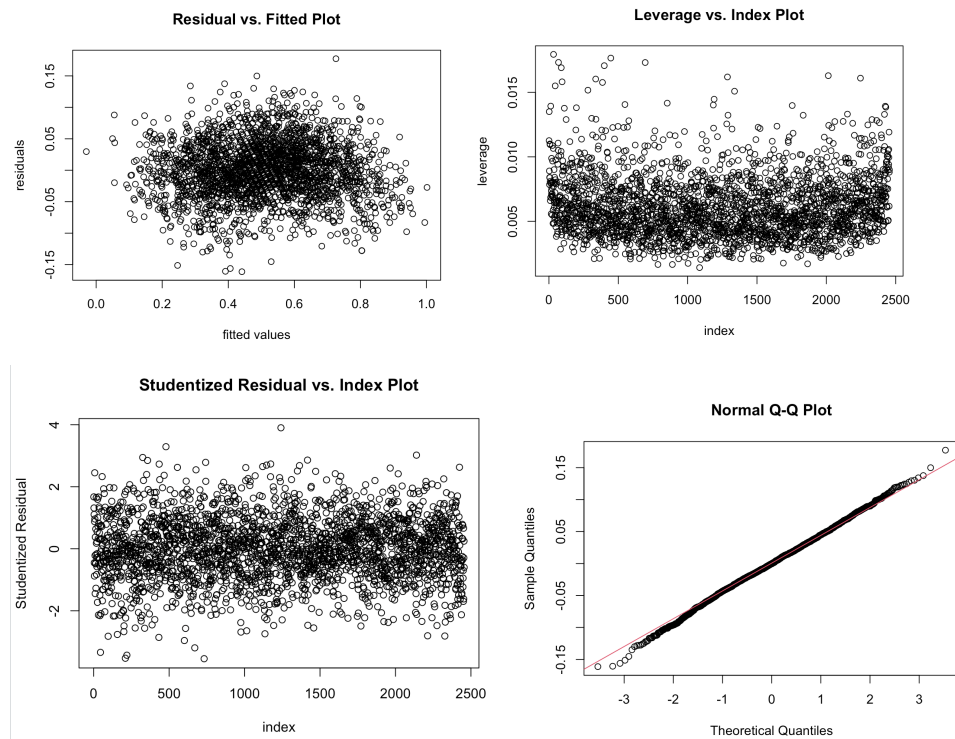 Residual vs. Fitted Plot
residuals
0.15
0.05
-0.05
-0.15
0.0 0.2 0.4 0.6 0.8 1.0
fitted values
Leverage vs. Index Plot
leverage
0.015
0.010
0.005
0 500 1000 1500 2000 2500
index
Studentized Residual vs. Index Plot
Studentized Residual
4
2
0
2
0 500 1000 1500 2000 2500
index
Normal Q-Q Plot
Sample Quantiles
0.15
0.05
-0.05
-0.15
-3 -2 -1 0 1 2 3
Theoretical Quantiles